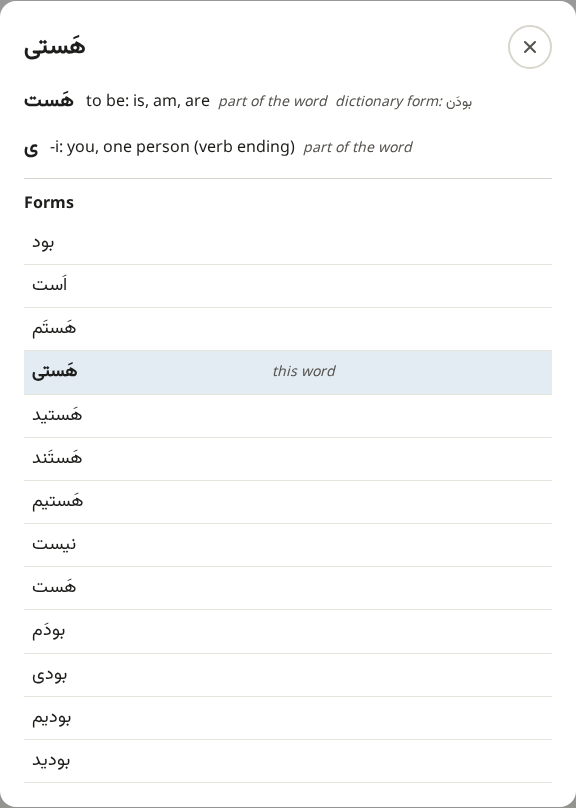 هَستی
هَست to be: is, am, are part of the word dictionary form: بودَن
ی -i: you, one person (verb ending) part of the word
Forms
بود
اَست
هَستَم
هَستی this word
هَستید
هَستَند
هَستیم
نیست
هَست
بودَم
بودی
بودیم
بودید